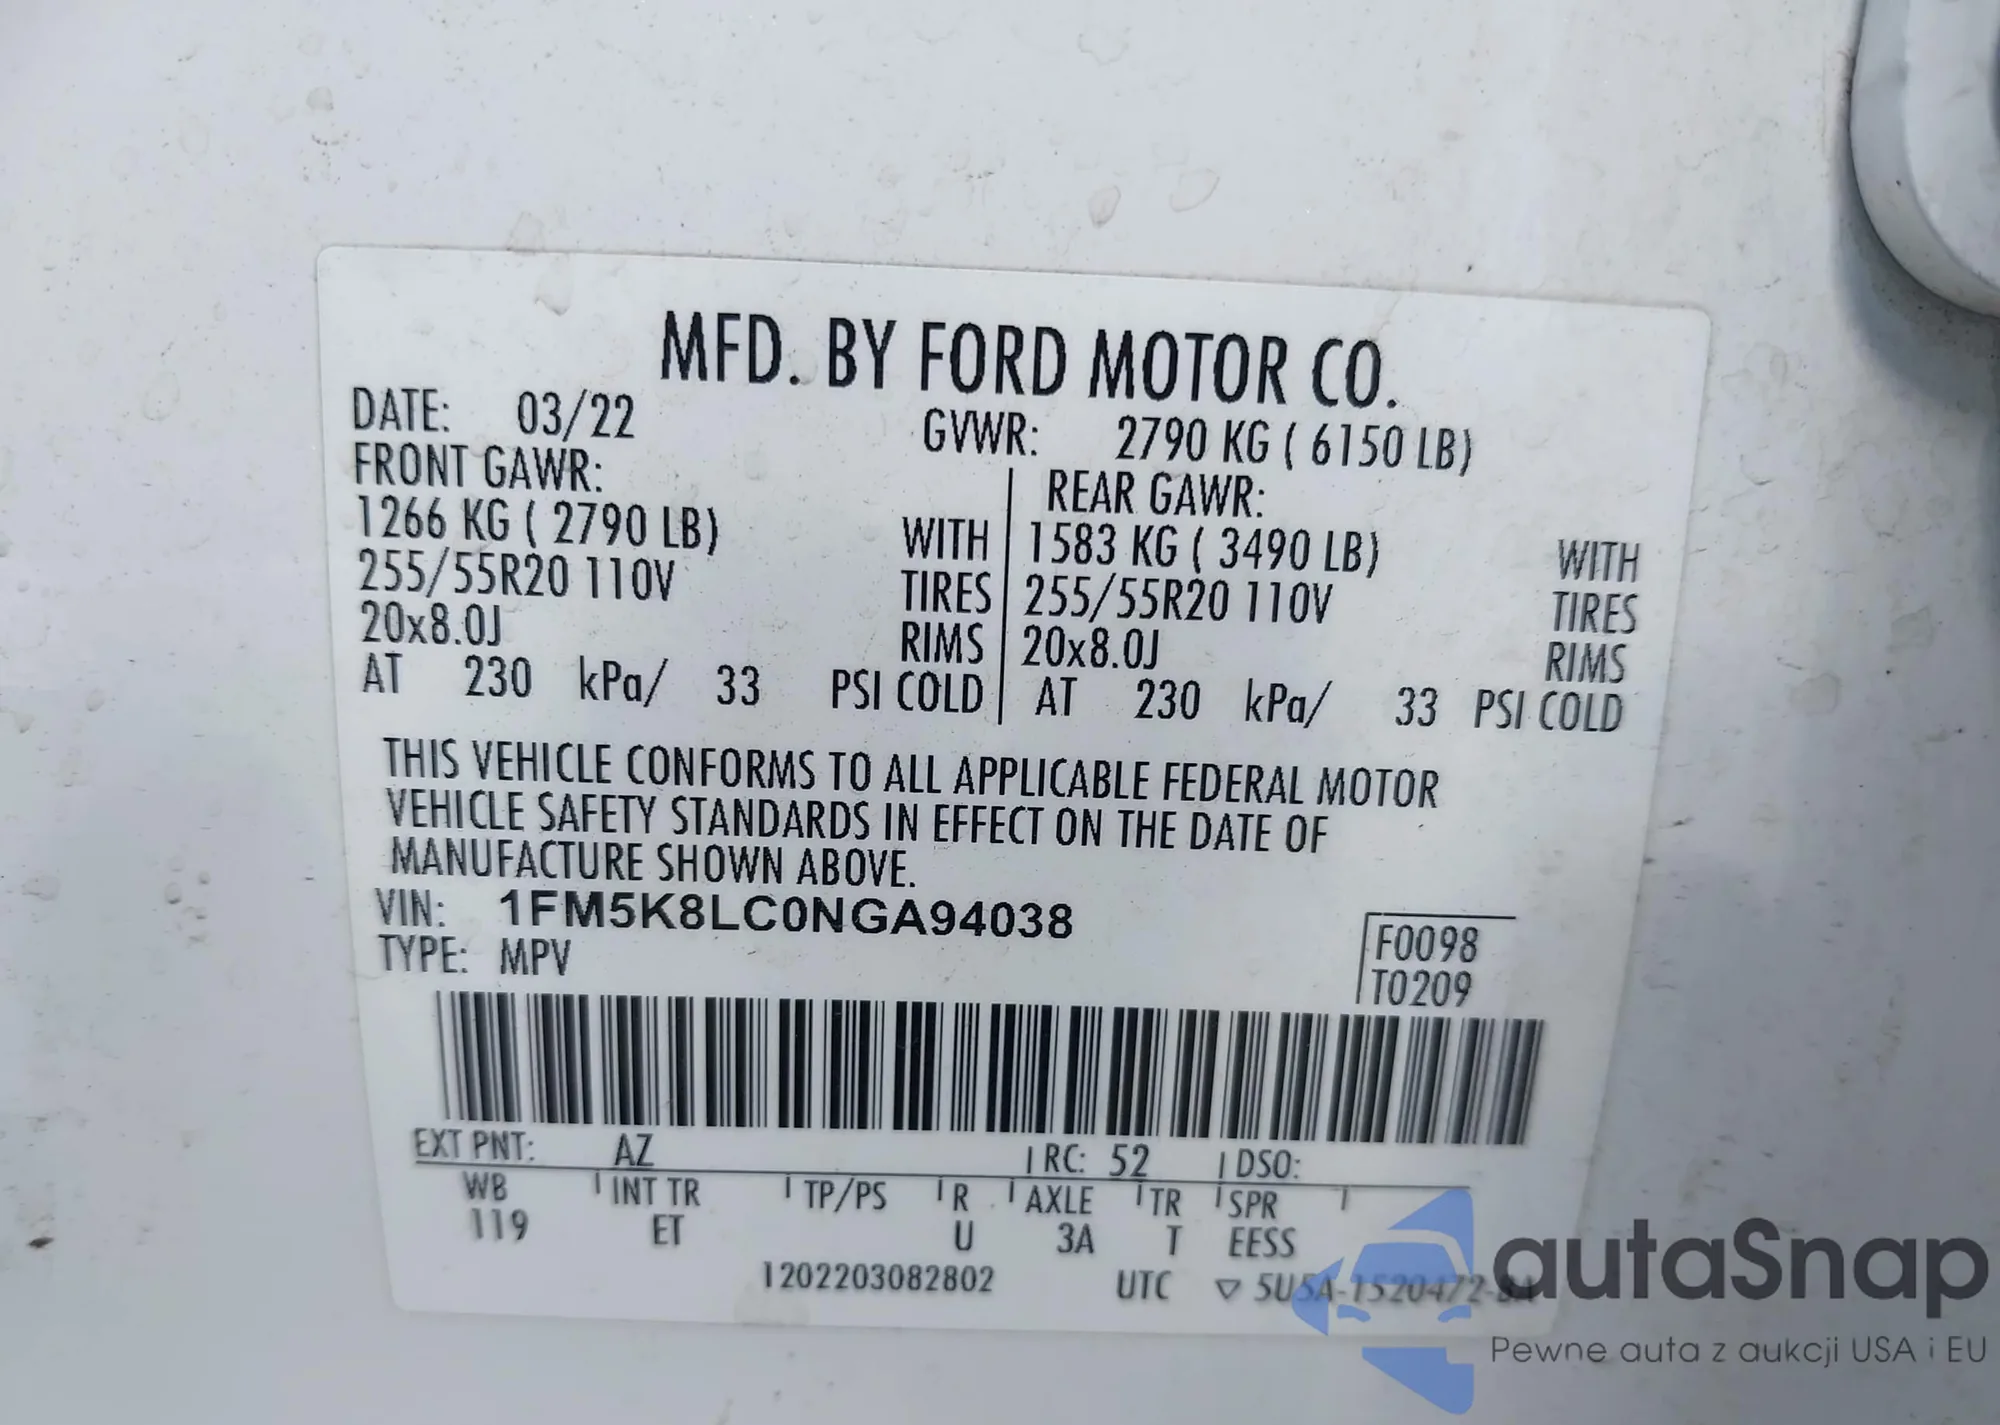 MFD. BY FORD MOTOR CO.
DATE: 03/22 GVWR: 2790 KG ( 6150 LB)
FRONT GAWR: REAR GAWR:
1266 KG ( 2790 LB) WITH 1583 KG ( 3490 LB) WITH
255/55R20 110V TIRES 255/55R20 110V TIRES
20x8.0J RIMS 20x8.0J RIMS
AT 230 kPa/ 33 PSI COLD AT 230 kPa/ 33 PSI COLD
THIS VEHICLE CONFORMS TO ALL APPLICABLE FEDERAL MOTOR
VEHICLE SAFETY STANDARDS IN EFFECT ON THE DATE OF
MANUFACTURE SHOWN ABOVE.
VIN: 1FM5K8LC0NGA94038
TYPE: MPV
F0098
T0209
EXT PNT: AZ RC: 52 DSO:
WB INT TR TP/PS R AXLE TR SPR
119 ET U 3A T EESS
1202203082802 UTC ▽ 5U5A-1520472-BA
autaSnap
Pewne auta z aukcji USA i EU